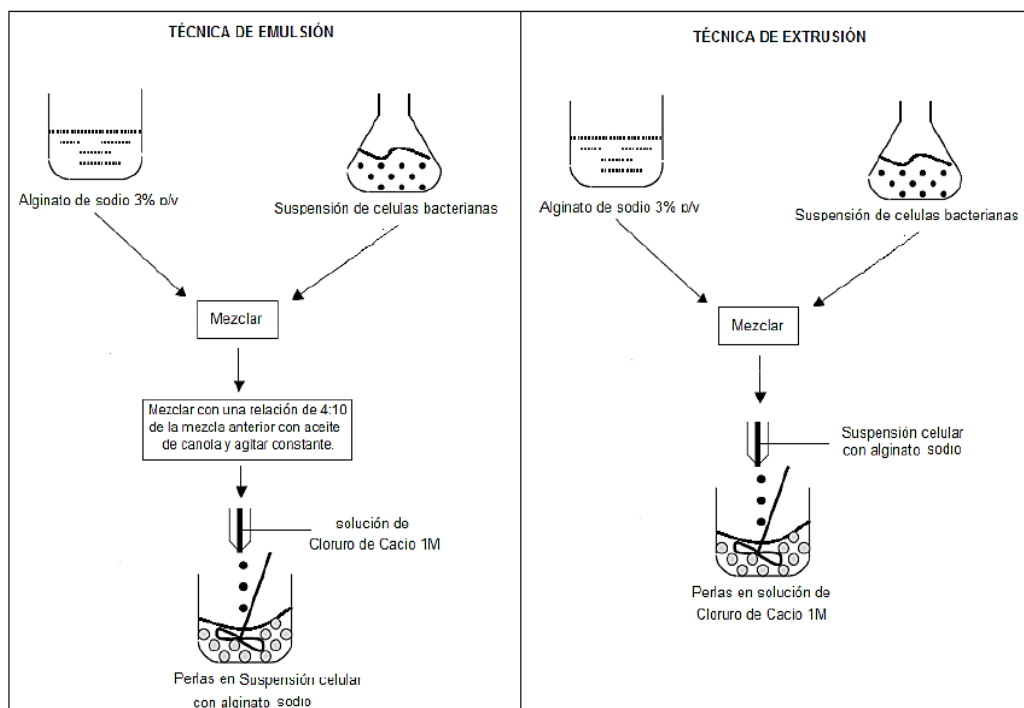 TÉCNICA DE EMULSIÓN
Alginato de sodio 3% p/v
Suspensión de celulas bacterianas
Mezclar
Mezclar con una relación de 4:10
de la mezcla anterior con aceite
de canola y agitar constante.
solución de
Cloruro de Cacio 1M
Perlas en Suspensión celular
con alginato sodio
TÉCNICA DE EXTRUSIÓN
Alginato de sodio 3% p/v
Suspensión de celulas bacterianas
Mezclar
Suspensión celular
con alginato sodio
Perlas en solución de
Cloruro de Cacio 1M